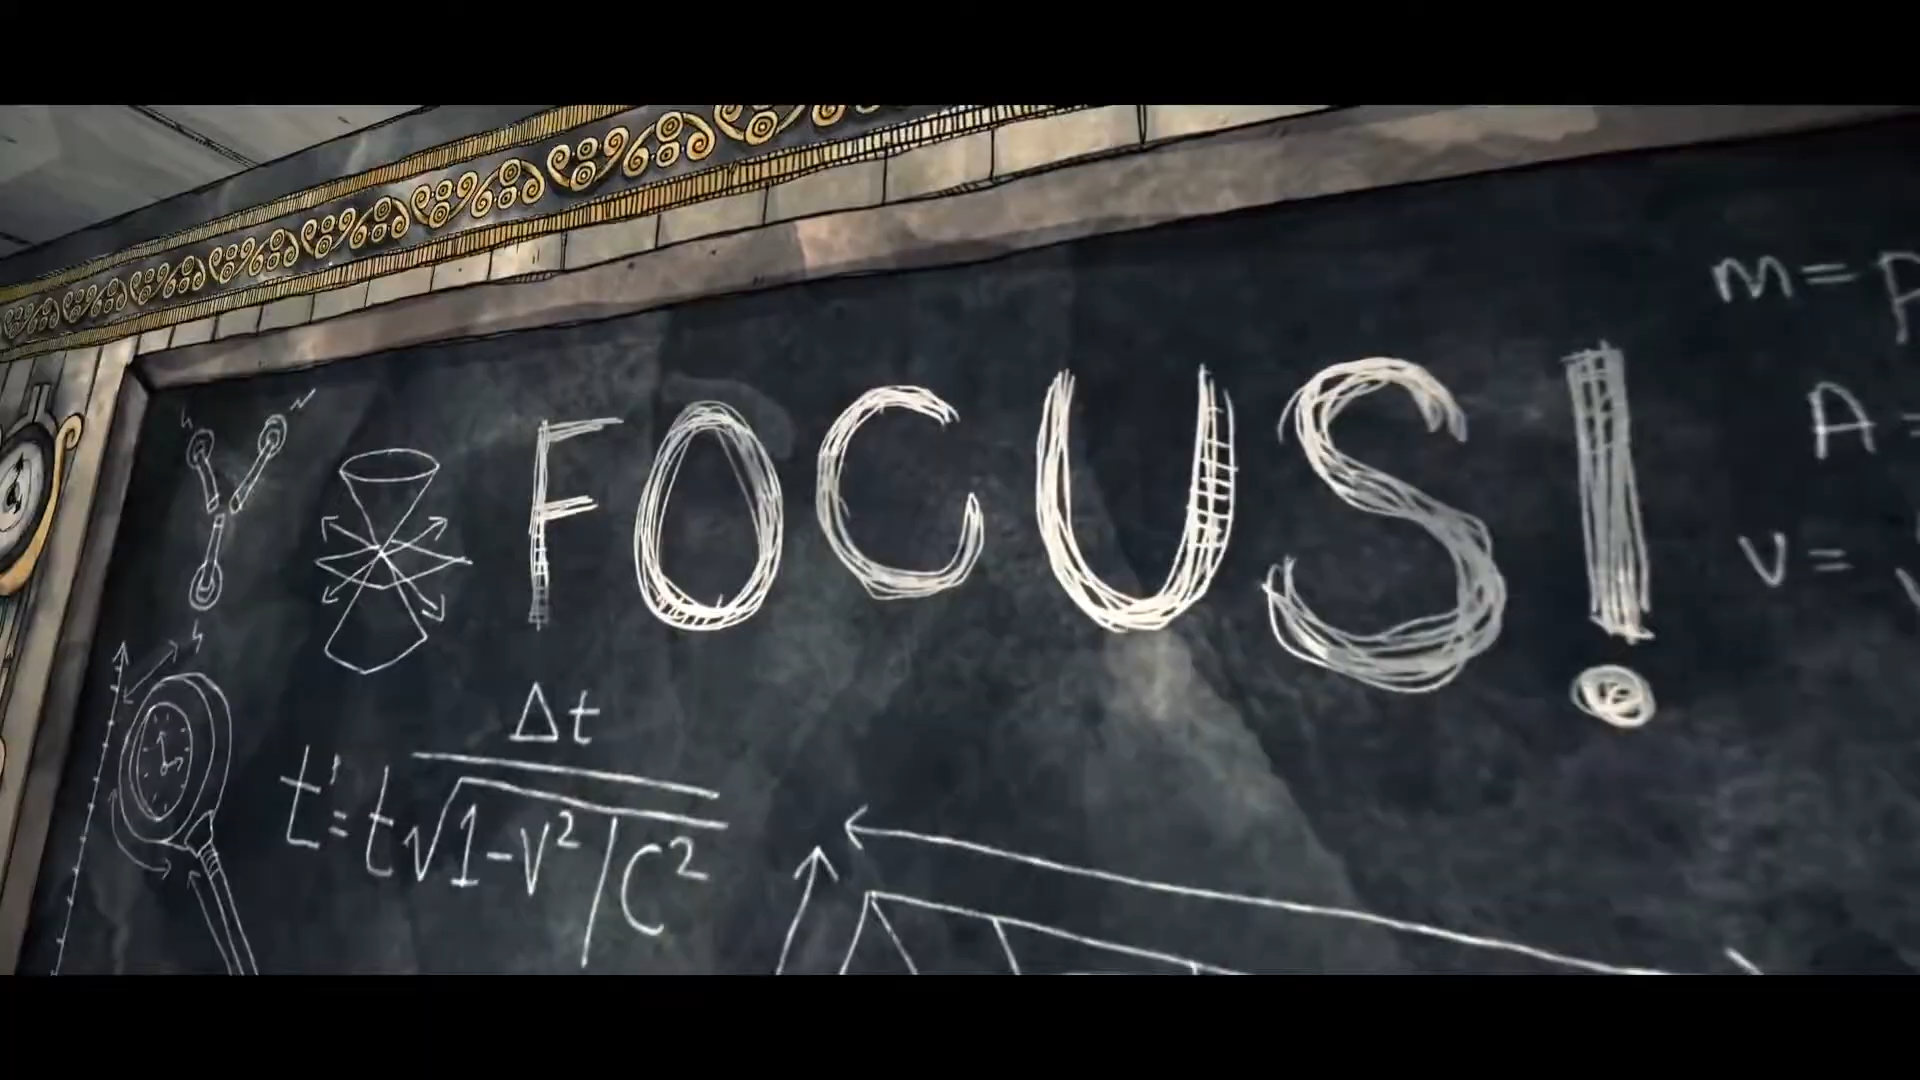 FOCUS!
m=
A =
v =
Δt
t'=t√1-v²/c²